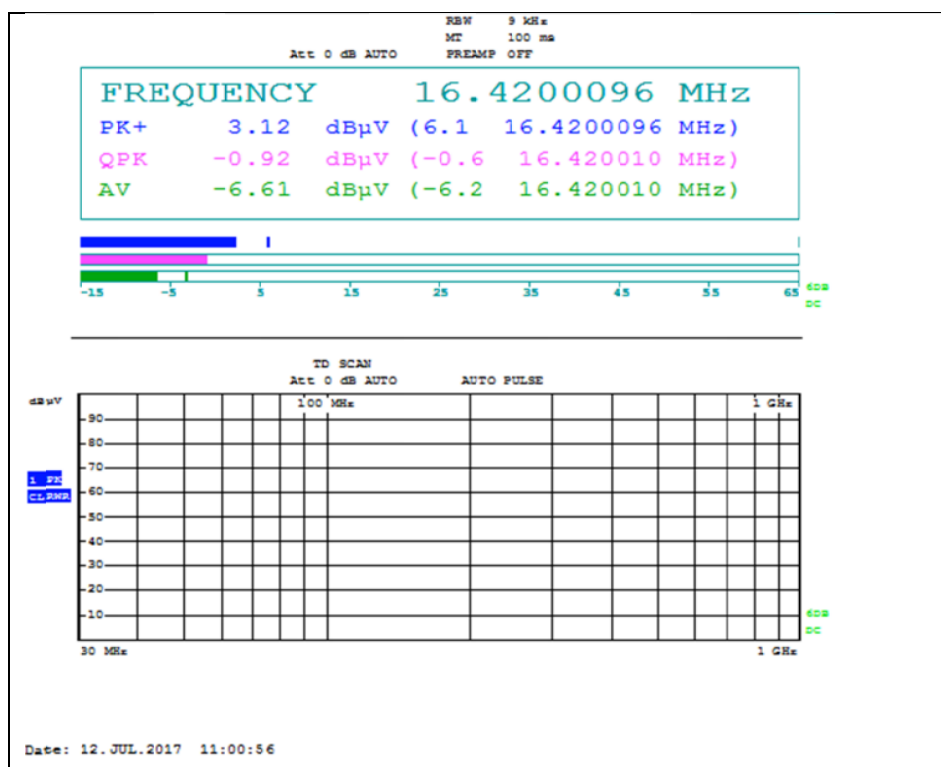 RBW 9 kHz
MT 100 ms
Att 0 dB AUTO PREAMP OFF
FREQUENCY 16.4200096 MHz
PK+ 3.12 dBµV (6.1 16.4200096 MHz)
QPK -0.92 dBµV (-0.6 16.420010 MHz)
AV -6.61 dBµV (-6.2 16.420010 MHz)
-15 -5 5 15 25 35 45 55 65
6DB
DC
TD SCAN
Att 0 dB AUTO AUTO PULSE
dBµV 100 MHz 1 GHz
90
80
70
1 PK
CLRWR
60
50
40
30
20
10
6DB
DC
30 MHz 1 GHz
Date: 12.JUL.2017 11:00:56